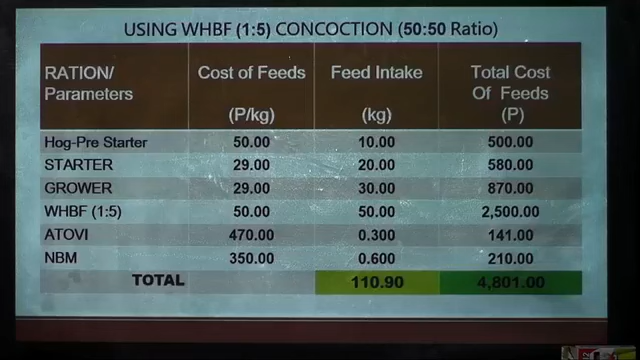 USING WHBF (1:5) CONCOCTION (50:50 Ratio)
RATION/ Parameters Cost of Feeds (P/kg) Feed Intake (kg) Total Cost Of Feeds (P)
Hog-Pre Starter 50.00 10.00 500.00
STARTER 29.00 20.00 580.00
GROWER 29.00 30.00 870.00
WHBF (1:5) 50.00 50.00 2,500.00
ATOVI 470.00 0.300 141.00
NBM 350.00 0.600 210.00
TOTAL 110.90 4,801.00